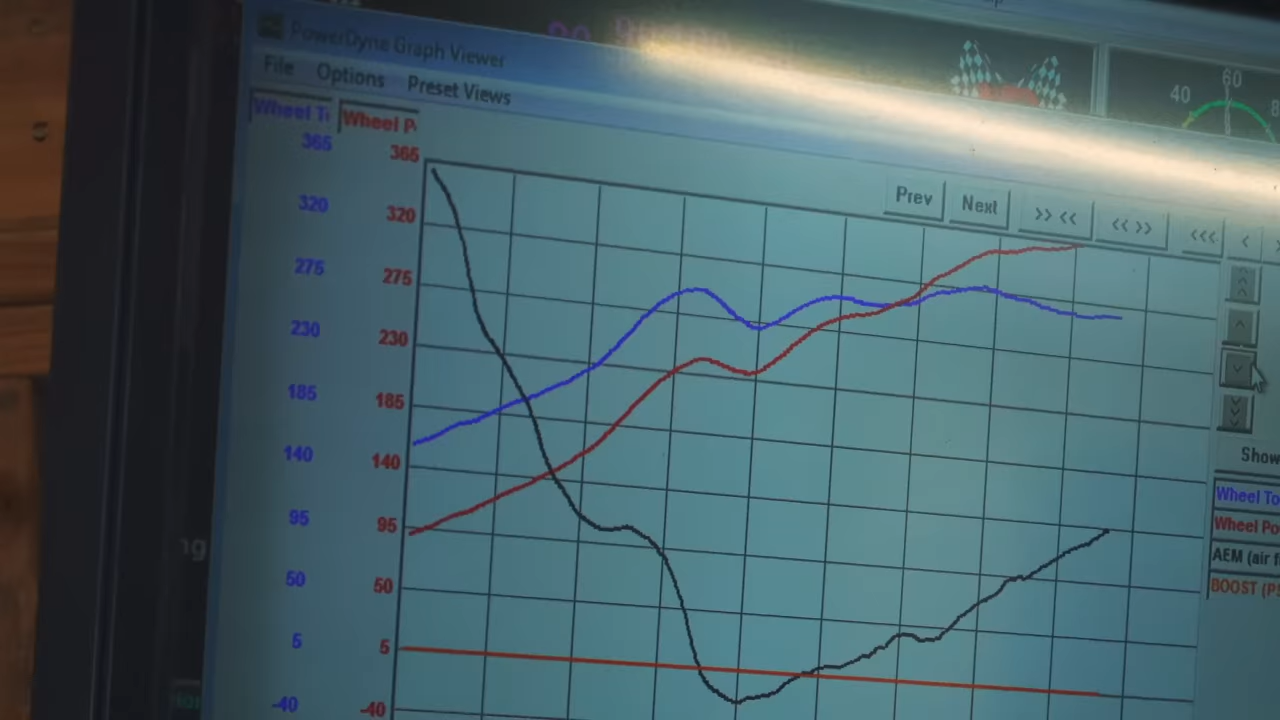 PowerDyne Graph Viewer
File Options Preset Views
40 60
Wheel T Wheel P
Prev Next >> << << >> <<< <
365 365
320 320
275 275
230 230
185 185
140 140
95 95
50 50
5 5
-40 -40
Show
Wheel To
Wheel Po
AEM (air f
BOOST (P